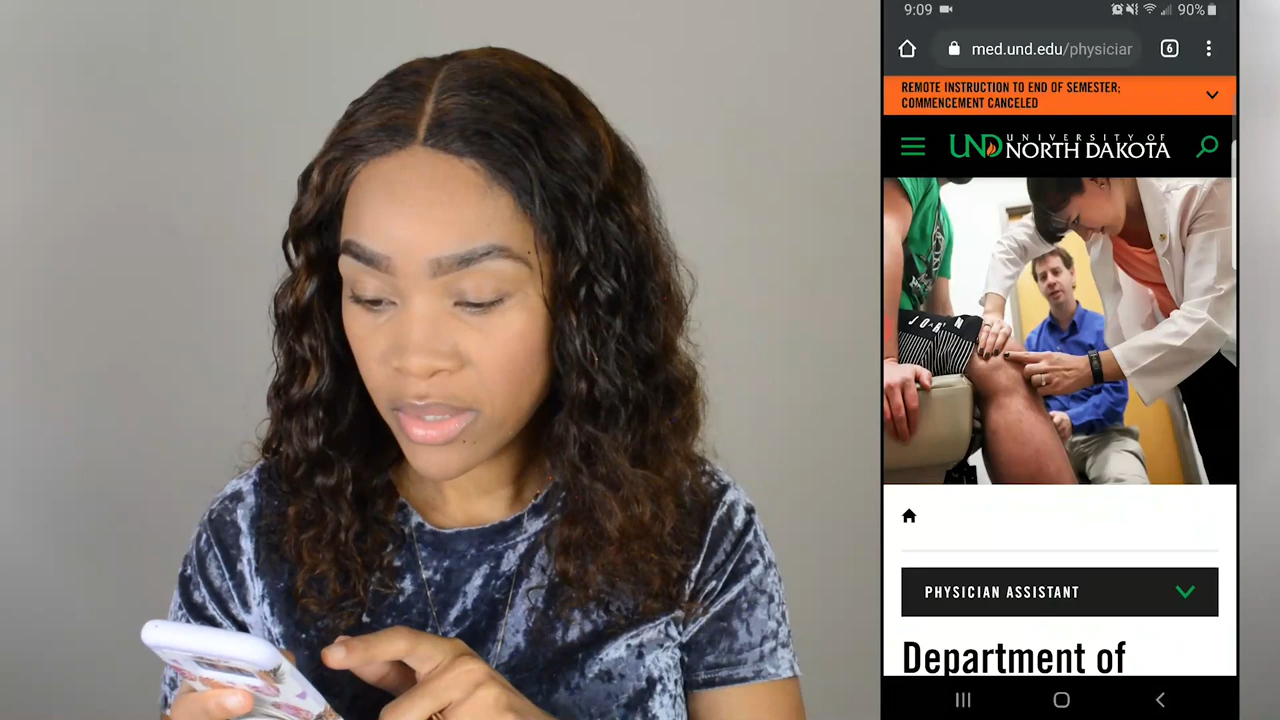 9:09 90%
med.und.edu/physiciar
6
REMOTE INSTRUCTION TO END OF SEMESTER;
COMMENCEMENT CANCELED
UND UNIVERSITY OF
NORTH DAKOTA
PHYSICIAN ASSISTANT
Department of